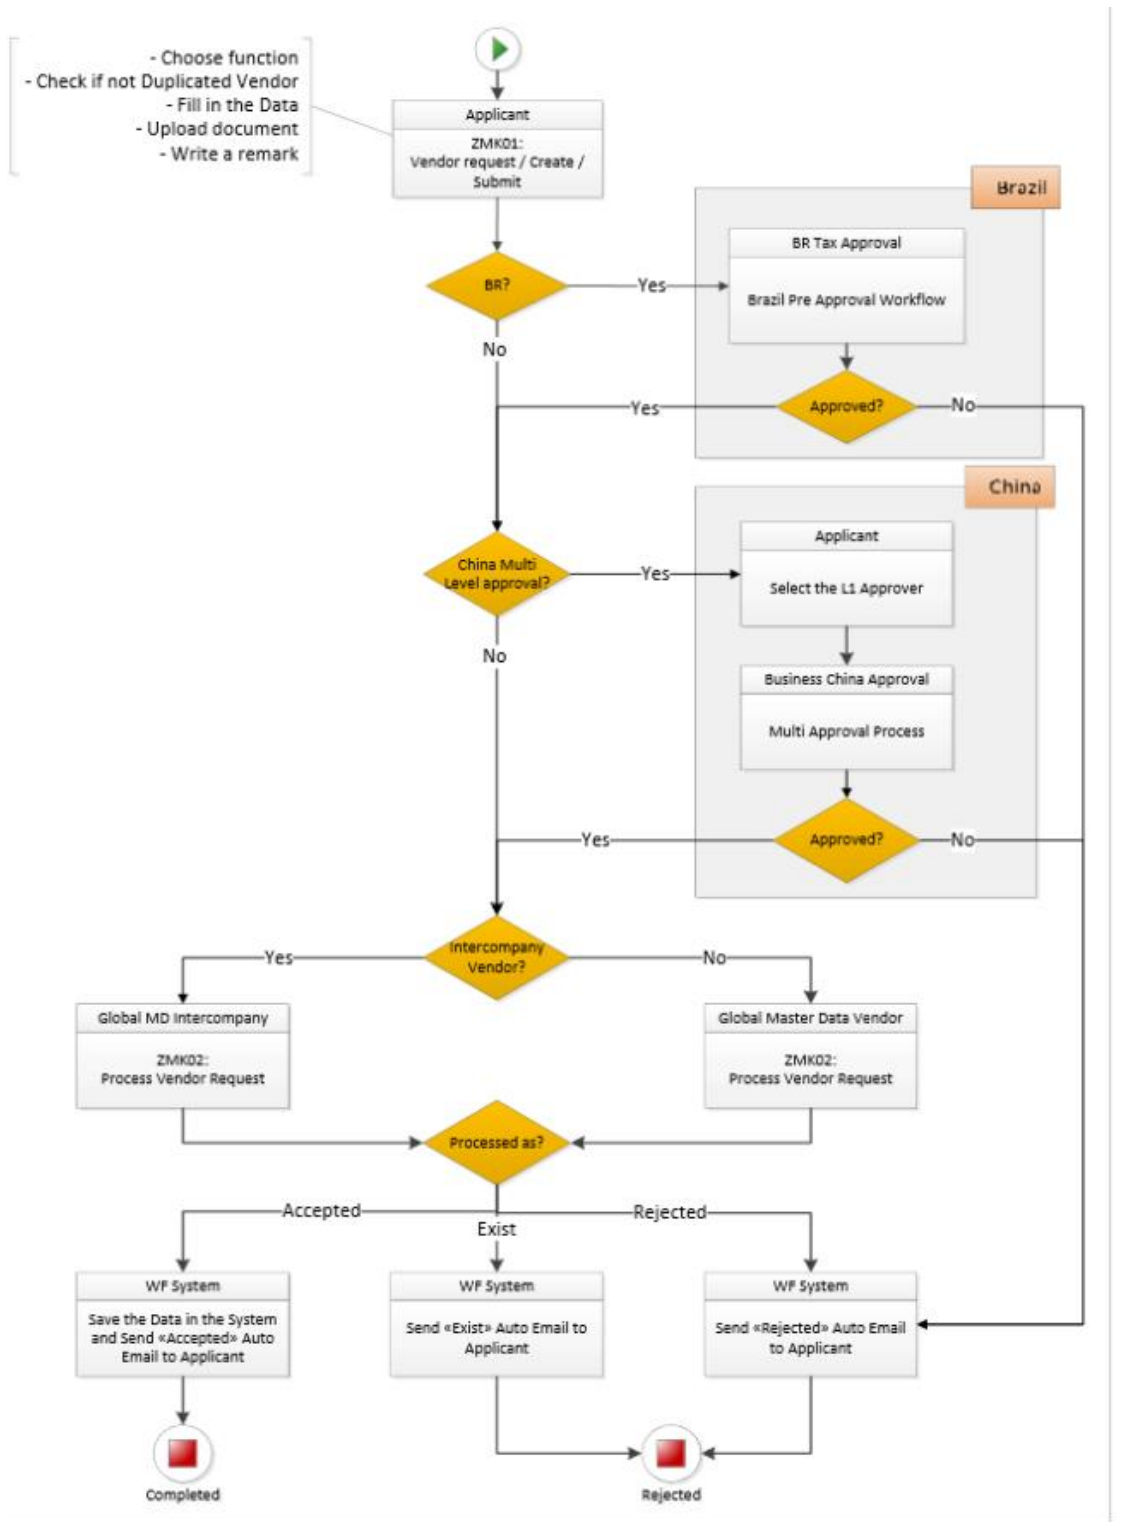 - Choose function
- Check if not Duplicated Vendor
- Fill in the Data
- Upload document
- Write a remark
Applicant
ZMK01:
Vendor request / Create /
Submit
Brazil
BR Tax Approval
Brazil Pre Approval Workflow
BR?
Yes
No
Approved?
Yes
No
China
Applicant
Select the L1 Approver
China Multi
Level approval?
Yes
No
Business China Approval
Multi Approval Process
Approved?
Yes
No
Intercompany
Vendor?
Yes
No
Global MD Intercompany
ZMK02:
Process Vendor Request
Global Master Data Vendor
ZMK02:
Process Vendor Request
Processed as?
Accepted
Exist
Rejected
WF System
Save the Data in the System
and Send «Accepted» Auto
Email to Applicant
WF System
Send «Exist» Auto Email to
Applicant
WF System
Send «Rejected» Auto Email
to Applicant
Completed
Rejected